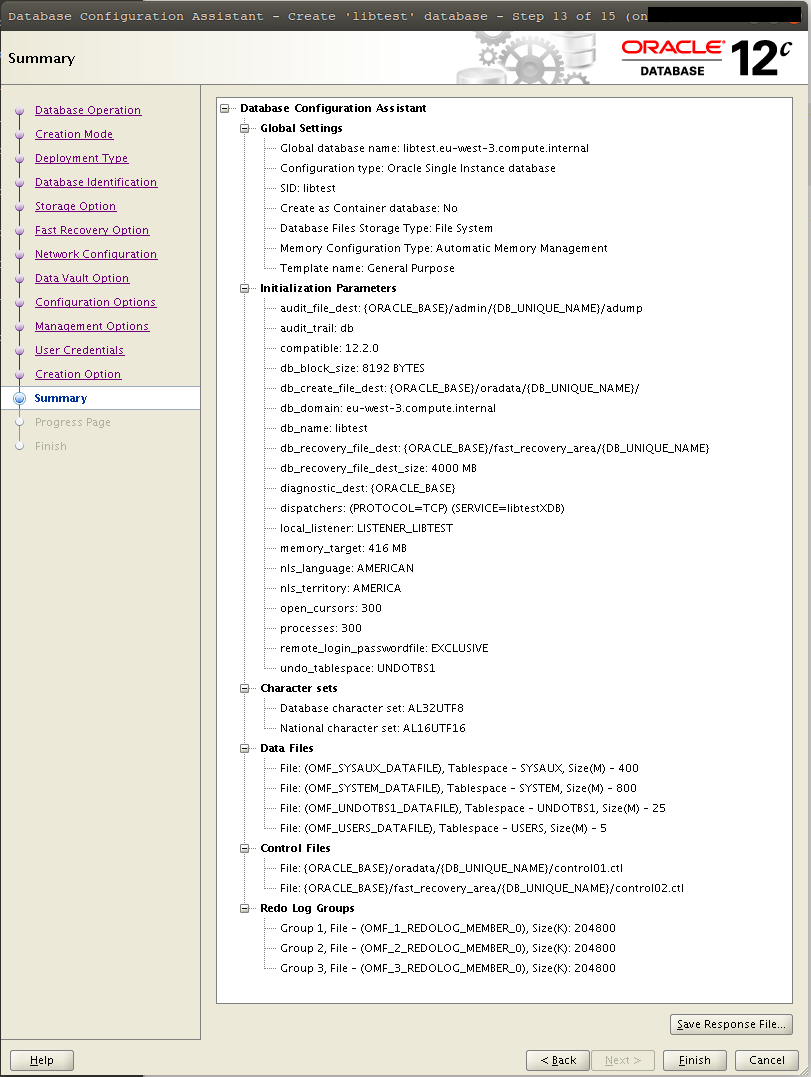 Database Configuration Assistant - Create 'libtest' database - Step 13 of 15 (on
Summary
ORACLE®
DATABASE
12c
Database Operation
Creation Mode
Deployment Type
Database Identification
Storage Option
Fast Recovery Option
Network Configuration
Data Vault Option
Configuration Options
Management Options
User Credentials
Creation Option
Summary
Progress Page
Finish
Database Configuration Assistant
Global Settings
Global database name: libtest.eu-west-3.compute.internal
Configuration type: Oracle Single Instance database
SID: libtest
Create as Container database: No
Database Files Storage Type: File System
Memory Configuration Type: Automatic Memory Management
Template name: General Purpose
Initialization Parameters
audit_file_dest: {ORACLE_BASE}/admin/{DB_UNIQUE_NAME}/adump
audit_trail: db
compatible: 12.2.0
db_block_size: 8192 BYTES
db_create_file_dest: {ORACLE_BASE}/oradata/{DB_UNIQUE_NAME}/
db_domain: eu-west-3.compute.internal
db_name: libtest
db_recovery_file_dest: {ORACLE_BASE}/fast_recovery_area/{DB_UNIQUE_NAME}
db_recovery_file_dest_size: 4000 MB
diagnostic_dest: {ORACLE_BASE}
dispatchers: (PROTOCOL=TCP) (SERVICE=libtestXDB)
local_listener: LISTENER_LIBTEST
memory_target: 416 MB
nls_language: AMERICAN
nls_territory: AMERICA
open_cursors: 300
processes: 300
remote_login_passwordfile: EXCLUSIVE
undo_tablespace: UNDOTBS1
Character sets
Database character set: AL32UTF8
National character set: AL16UTF16
Data Files
File: (OMF_SYSAUX_DATAFILE), Tablespace - SYSAUX, Size(M) - 400
File: (OMF_SYSTEM_DATAFILE), Tablespace - SYSTEM, Size(M) - 800
File: (OMF_UNDOTBS1_DATAFILE), Tablespace - UNDOTBS1, Size(M) - 25
File: (OMF_USERS_DATAFILE), Tablespace - USERS, Size(M) - 5
Control Files
File: {ORACLE_BASE}/oradata/{DB_UNIQUE_NAME}/control01.ctl
File: {ORACLE_BASE}/fast_recovery_area/{DB_UNIQUE_NAME}/control02.ctl
Redo Log Groups
Group 1, File - (OMF_1_REDOLOG_MEMBER_0), Size(K): 204800
Group 2, File - (OMF_2_REDOLOG_MEMBER_0), Size(K): 204800
Group 3, File - (OMF_3_REDOLOG_MEMBER_0), Size(K): 204800
Save Response File...
Help
< Back
Next >
Finish
Cancel